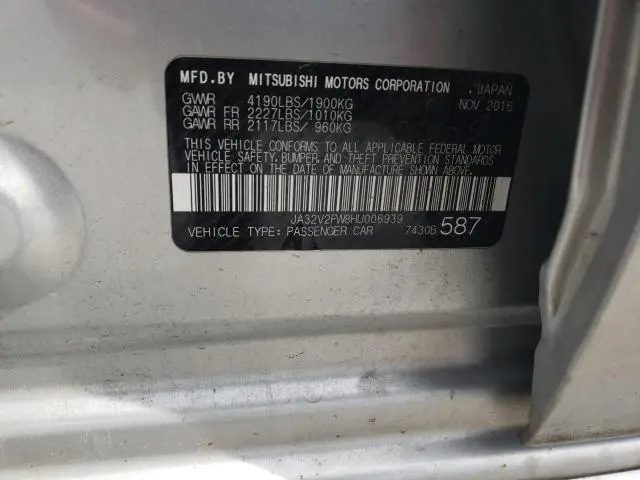 MFD.BY MITSUBISHI MOTORS CORPORATION , JAPAN
GVWR 4190LBS/1900KG NOV 2016
GAWR FR 2227LBS/1010KG
GAWR RR 2117LBS/ 960KG
THIS VEHICLE CONFORMS TO ALL APPLICABLE FEDERAL MOTOR
VEHICLE SAFETY, BUMPER, AND THEFT PREVENTION STANDARDS
IN EFFECT ON THE DATE OF MANUFACTURE SHOWN ABOVE.
JA32V2FW8HU006939
VEHICLE TYPE: PASSENGER CAR 7430B 587